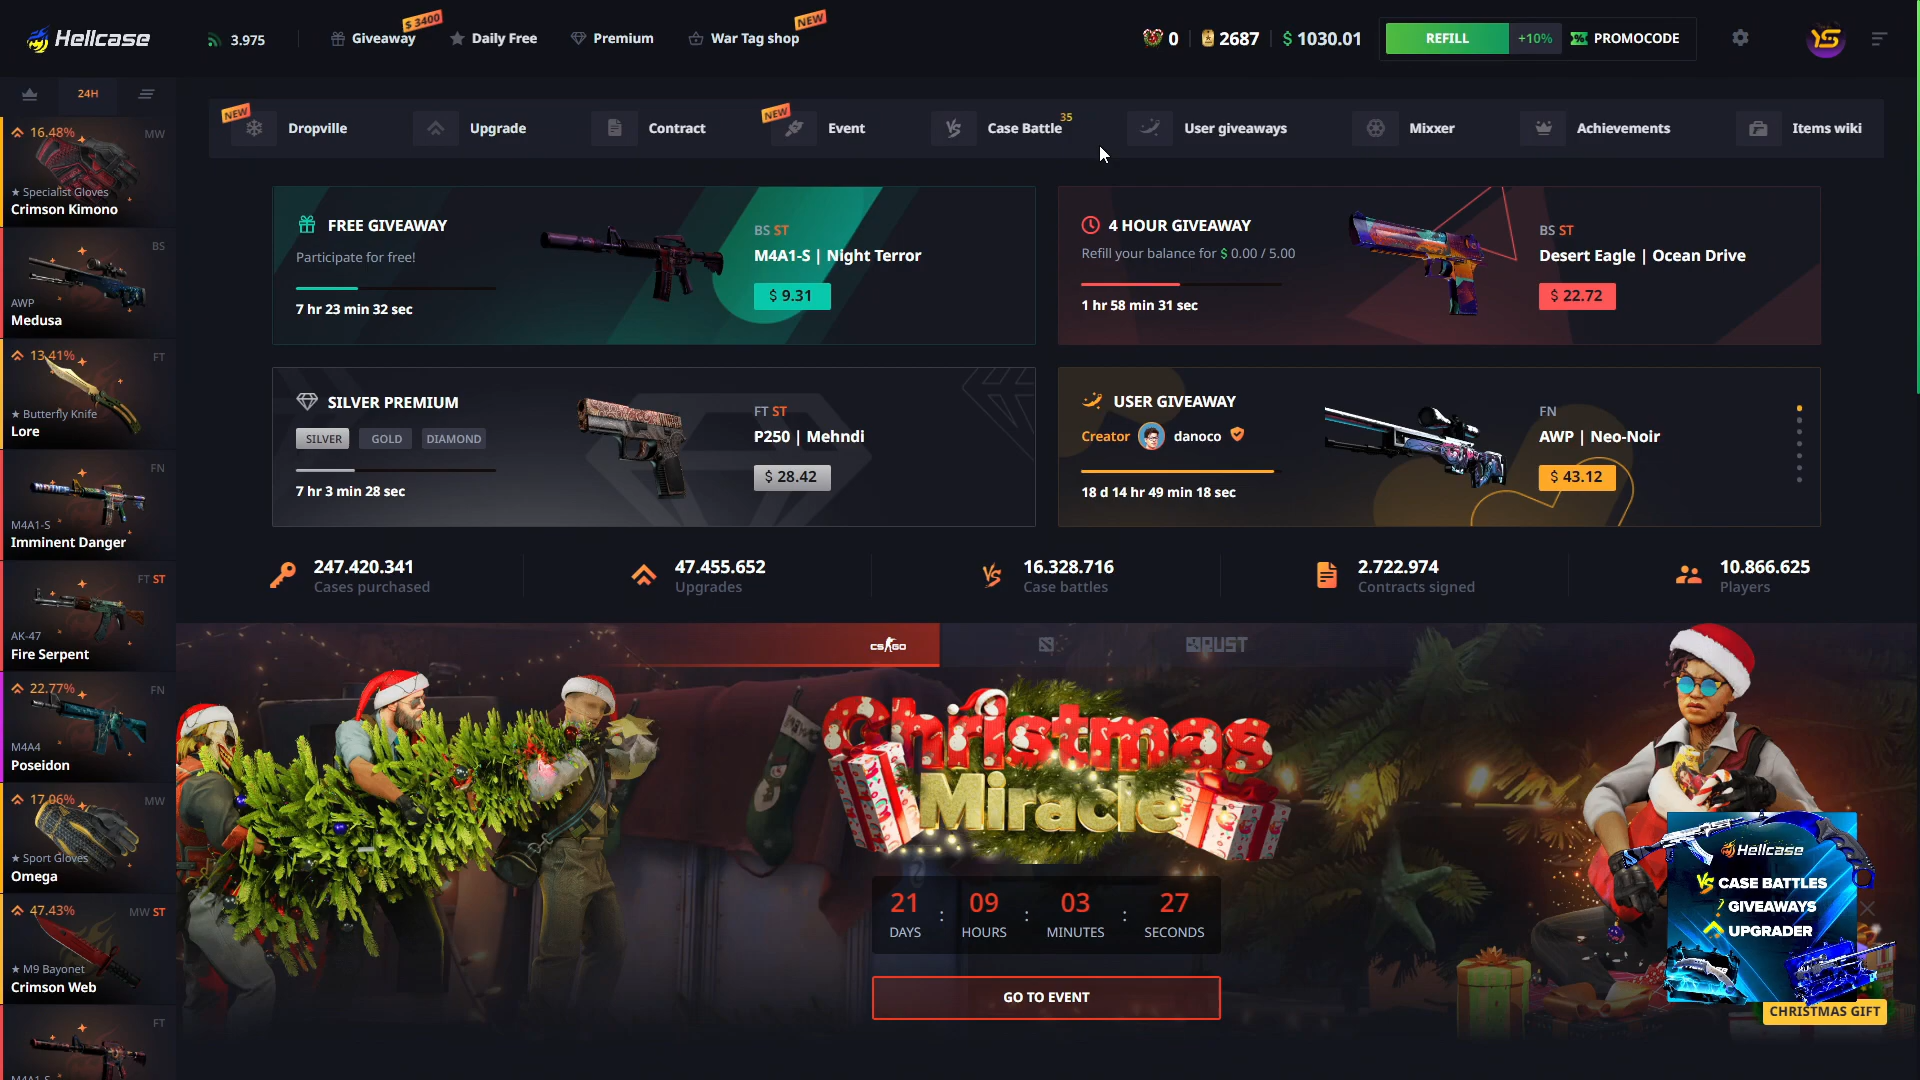 Hellcase
3.975
Giveaway
$ 3400
Daily Free
Premium
War Tag shop
NEW
0
2687
$ 1030.01
REFILL
+10%
PROMOCODE
YS
24H
NEW
Dropville
Upgrade
Contract
NEW
Event
VS
Case Battle
35
User giveaways
Mixxer
Achievements
Items wiki
16.48%
MW
★ Specialist Gloves
Crimson Kimono
BS
AWP
Medusa
13.41%
FT
★ Butterfly Knife
Lore
FN
M4A1-S
Imminent Danger
FT ST
AK-47
Fire Serpent
22.77%
FN
M4A4
Poseidon
17.06%
MW
★ Sport Gloves
Omega
47.43%
MW ST
★ M9 Bayonet
Crimson Web
FT
M4A1-S
FREE GIVEAWAY
Participate for free!
7 hr 23 min 32 sec
BS ST
M4A1-S | Night Terror
$ 9.31
4 HOUR GIVEAWAY
Refill your balance for $ 0.00 / 5.00
1 hr 58 min 31 sec
BS ST
Desert Eagle | Ocean Drive
$ 22.72
SILVER PREMIUM
SILVER
GOLD
DIAMOND
7 hr 3 min 28 sec
FT ST
P250 | Mehndi
$ 28.42
USER GIVEAWAY
Creator
danoco
18 d 14 hr 49 min 18 sec
FN
AWP | Neo-Noir
$ 43.12
247.420.341
Cases purchased
47.455.652
Upgrades
VS
16.328.716
Case battles
2.722.974
Contracts signed
10.866.625
Players
CS GO
RUST
Christmas
Miracle
21 : 09 : 03 : 27
DAYS HOURS MINUTES SECONDS
GO TO EVENT
Hellcase
VS CASE BATTLES
GIVEAWAYS
UPGRADER
CHRISTMAS GIFT